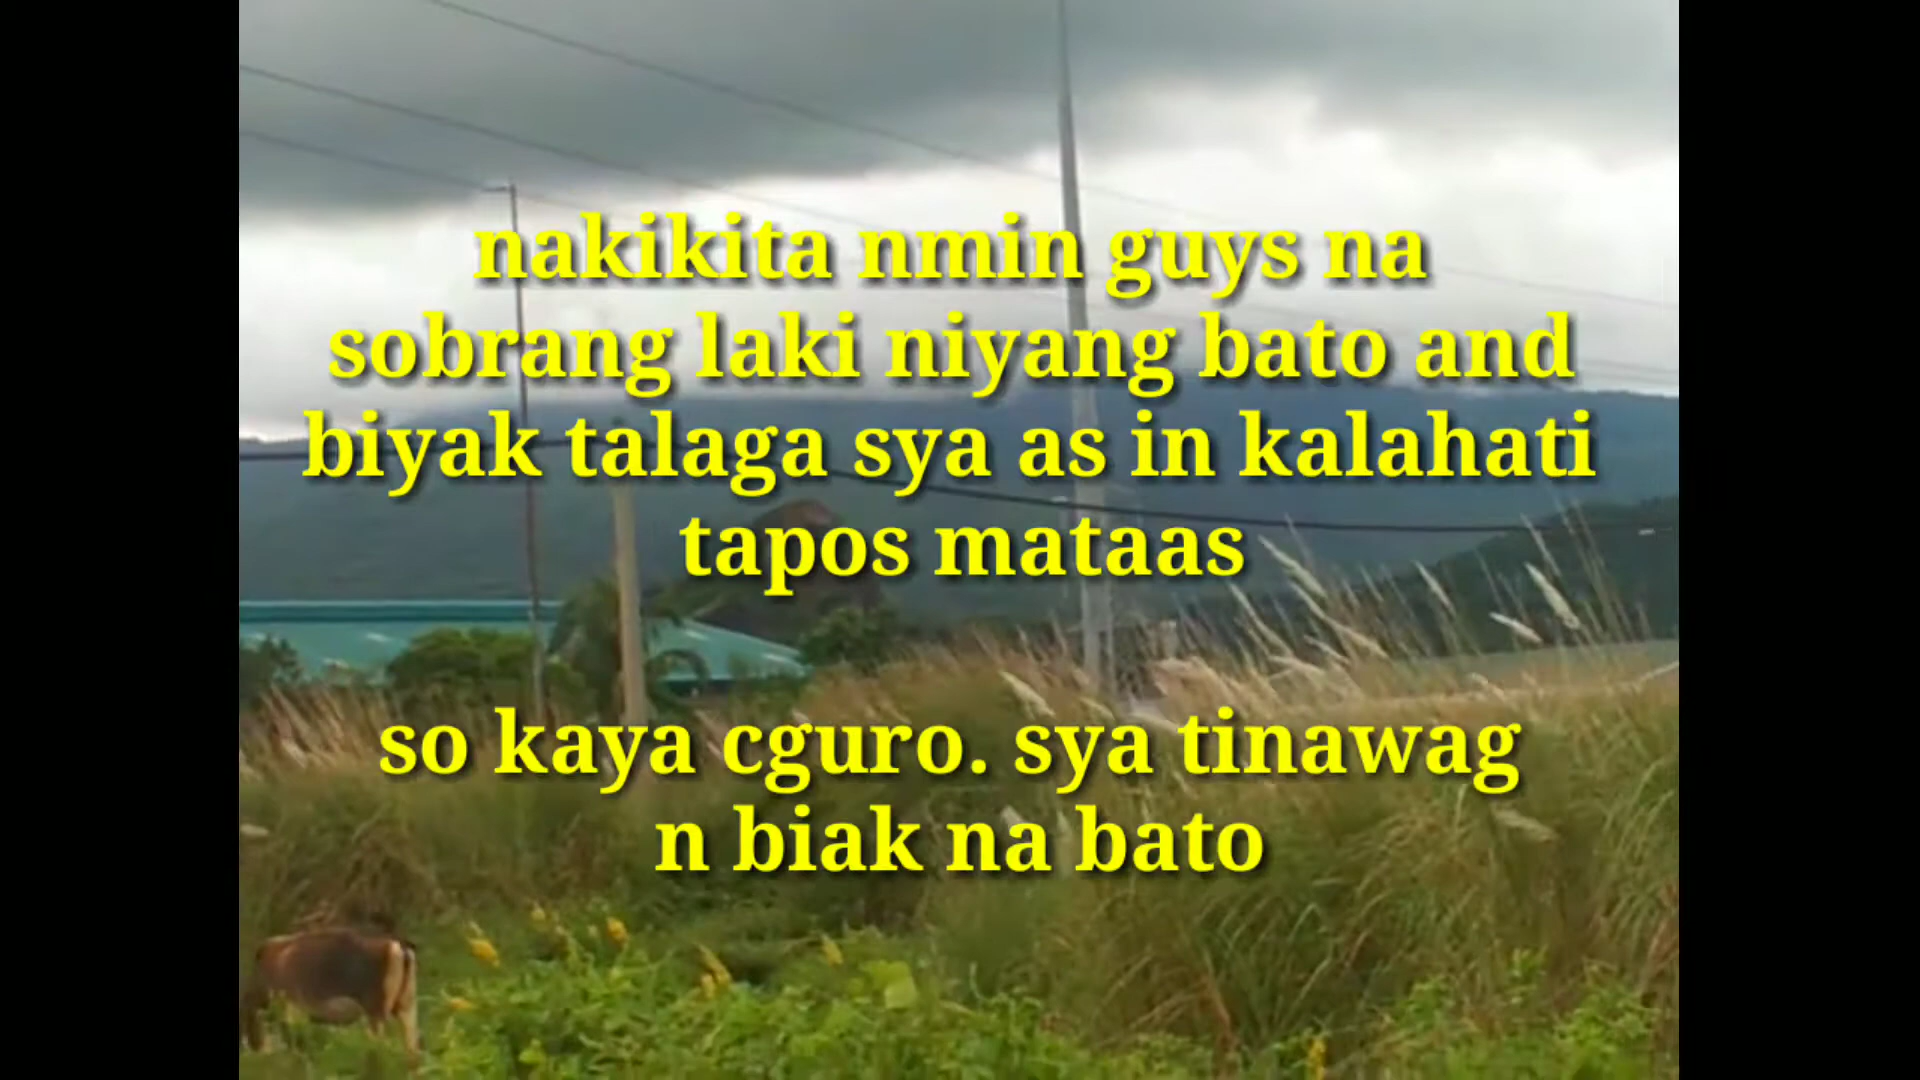 nakikita nmin guys na
sobrang laki niyang bato and
biyak talaga sya as in kalahati
tapos mataas
so kaya cguro. sya tinawag
n biak na bato